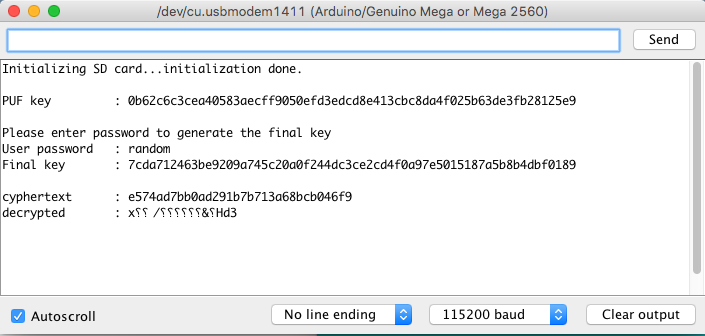 /dev/cu.usbmodem1411 (Arduino/Genuino Mega or Mega 2560)
Send
Initializing SD card...initialization done.
PUF key : 0b62c6c3cea40583aecff9050efd3edcd8e413cbc8da4f025b63de3fb28125e9
Please enter password to generate the final key
User password : random
Final key : 7cda712463be9209a745c20a0f244dc3ce2cd4f0a97e5015187a5b8b4dbf0189
cyphertext : e574ad7bb0ad291b7b713a68bcb046f9
decrypted : x⸮⸮ /⸮⸮⸮⸮⸮⸮&⸮Hd3
Autoscroll
No line ending
115200 baud
Clear output